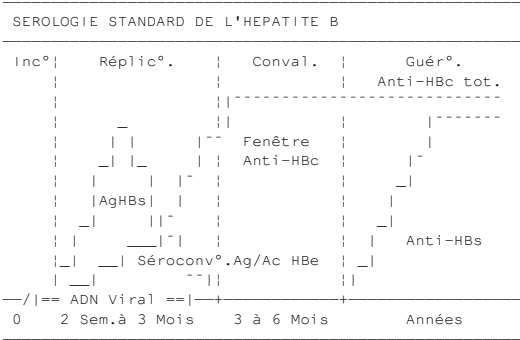 SEROLOGIE STANDARD DE L'HEPATITE B
Inc° Réplic°. Conval. Guér°.
Anti-HBc tot.
Fenêtre
Anti-HBc
AgHBs
Anti-HBs
Séroconv°.Ag/Ac HBe
ADN Viral
0 2 Sem.à 3 Mois 3 à 6 Mois Années